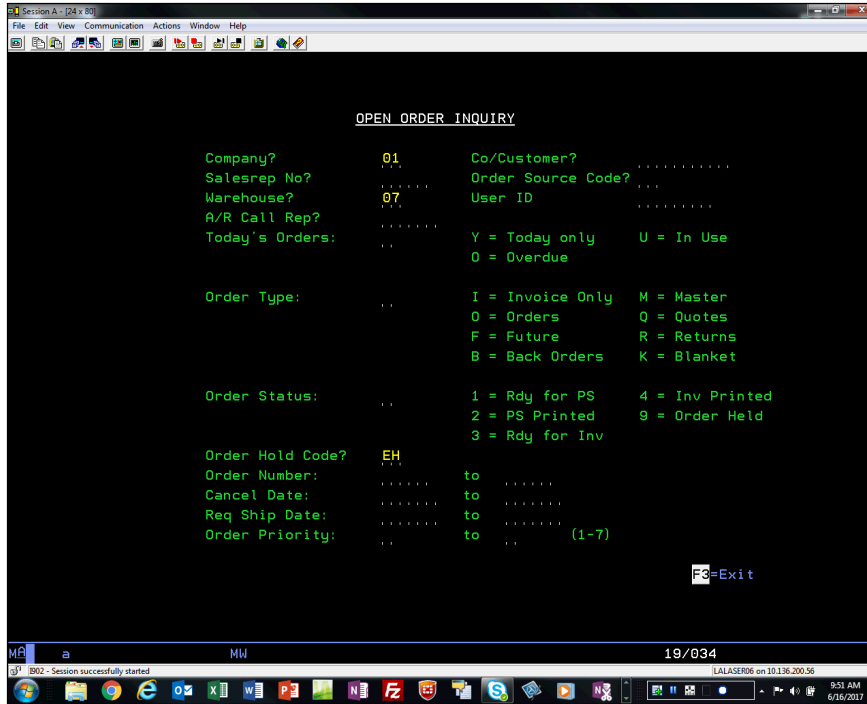 Session A - [24 x 80]
File Edit View Communication Actions Window Help
OPEN ORDER INQUIRY
Company? 01 Co/Customer?
Salesrep No? Order Source Code?
Warehouse? 07 User ID
A/R Call Rep?
Today's Orders: Y = Today only U = In Use
O = Overdue
Order Type: I = Invoice Only M = Master
O = Orders Q = Quotes
F = Future R = Returns
B = Back Orders K = Blanket
Order Status: 1 = Rdy for PS 4 = Inv Printed
2 = PS Printed 9 = Order Held
3 = Rdy for Inv
Order Hold Code? EH
Order Number: to
Cancel Date: to
Req Ship Date: to
Order Priority: to (1-7)
F3=Exit
MA a MW 19/034
I902 - Session successfully started LALASER06 on 10.136.200.56
9:51 AM
6/16/2017